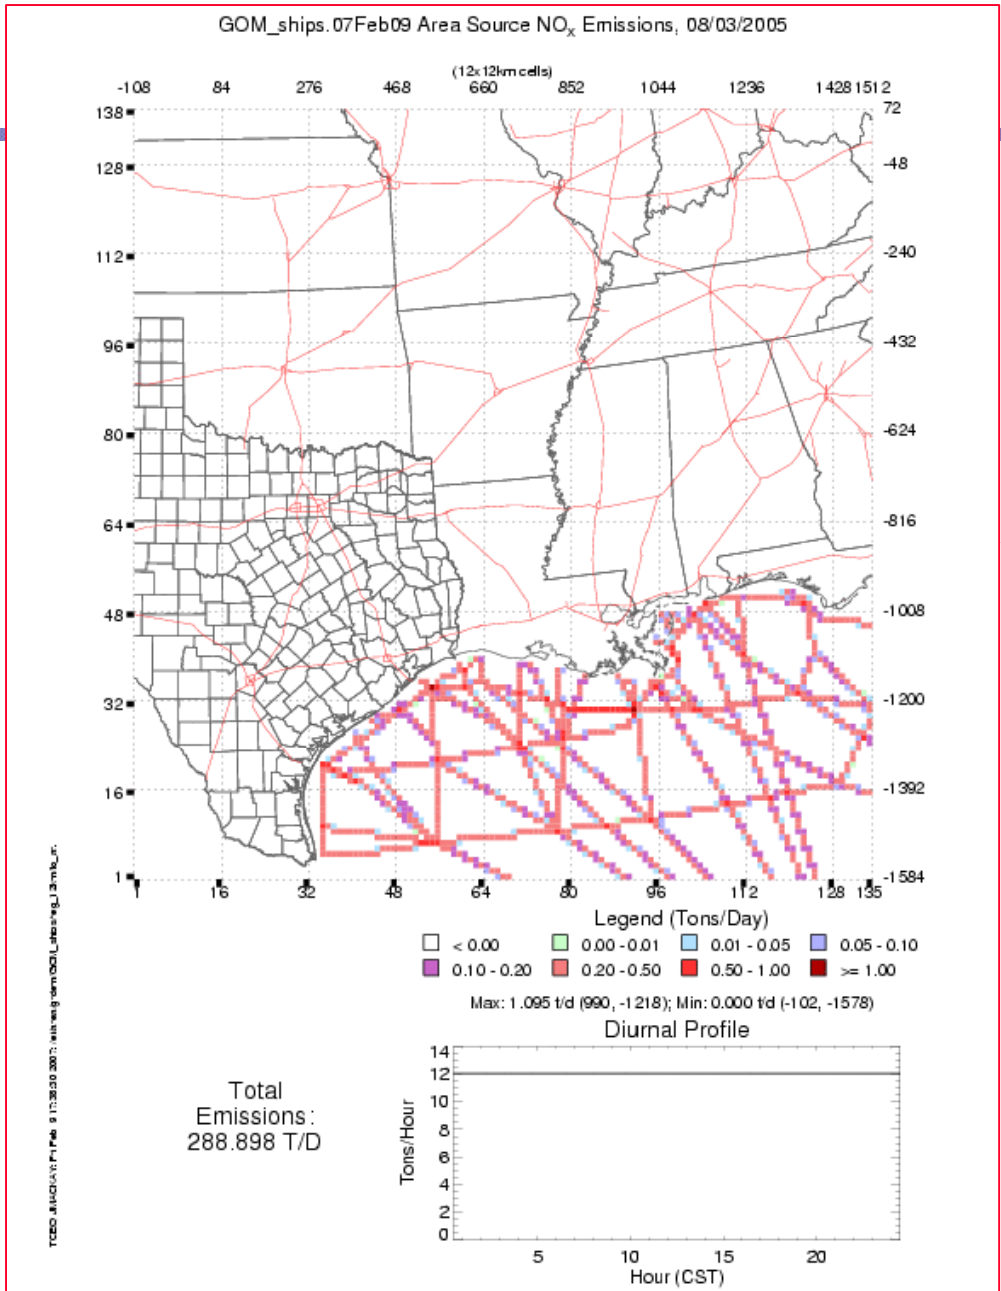 GOM_ships.07Feb09 Area Source NOx Emissions, 08/03/2005
(12x12km cells)
-108 84 276 468 660 852 1044 1236 1428 1512
138 72
128 -48
112 -240
96 -432
80 -624
64 -816
48 -1008
32 -1200
16 -1392
1 -1584
1 16 32 48 64 80 96 112 128 135
Legend (Tons/Day)
< 0.00 0.00 - 0.01 0.01 - 0.05 0.05 - 0.10
0.10 - 0.20 0.20 - 0.50 0.50 - 1.00 >= 1.00
Max: 1.095 t/d (990, -1218); Min: 0.000 t/d (-102, -1578)
Diurnal Profile
Total
Emissions:
288.898 T/D
Tons/Hour
14
12
10
8
6
4
2
0
5 10 15 20
Hour (CST)